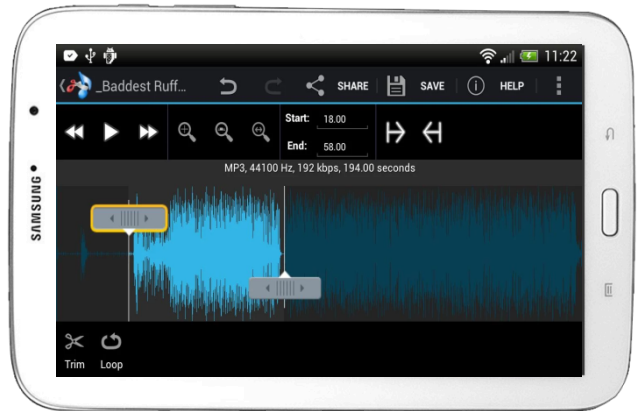 11:22
_Baddest Ruff...
SHARE
SAVE
HELP
Start: 18.00
End: 58.00
MP3, 44100 Hz, 192 kbps, 194.00 seconds
SAMSUNG
Trim
Loop